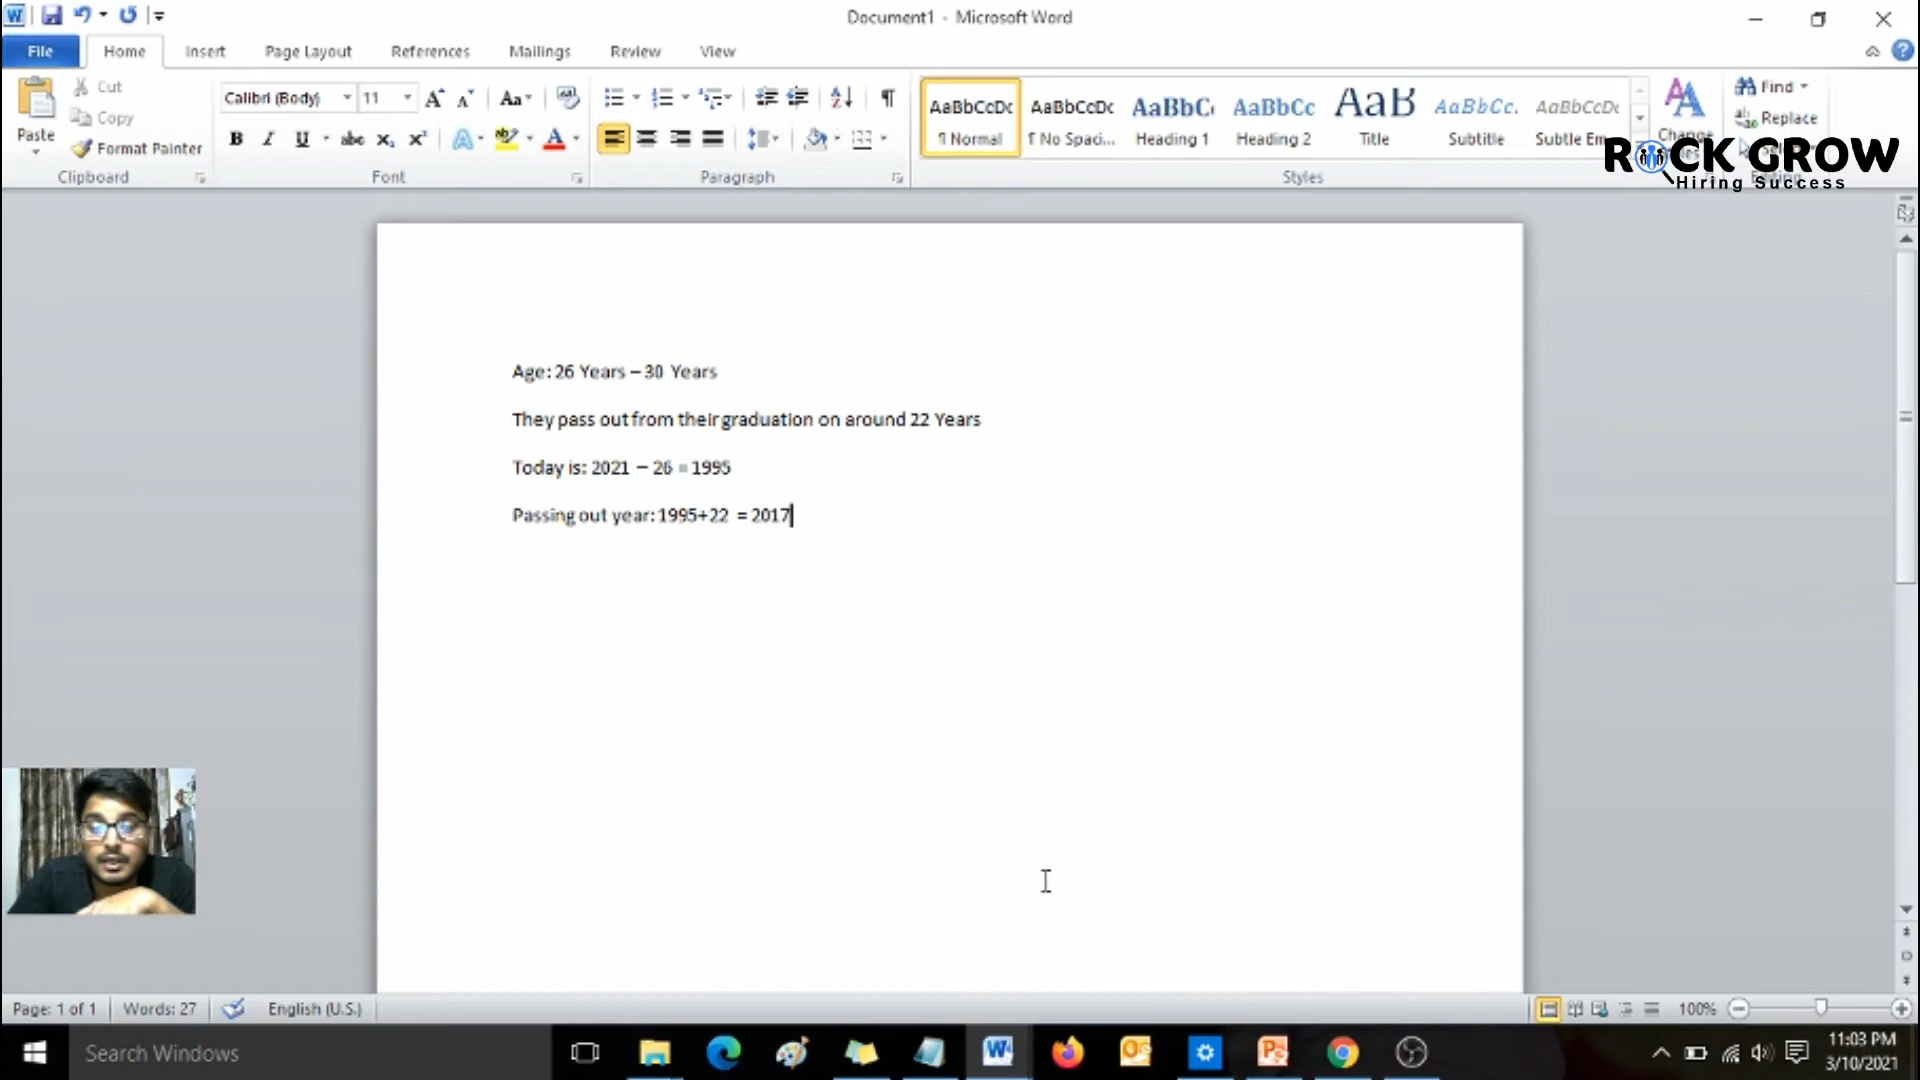 Document1 - Microsoft Word
File Home Insert Page Layout References Mailings Review View
Cut
Copy
Paste
Format Painter
Clipboard
Calibri (Body) 11
Font
Paragraph
AaBbCcDc AaBbCcDc AaBbC AaBbCc AaB AaBbCc. AaBbCcDc
Normal No Spaci... Heading 1 Heading 2 Title Subtitle Subtle Em
Styles
Change
Find
Replace
ROCK GROW
Hiring Success
Age: 26 Years – 30 Years
They pass out from their graduation on around 22 Years
Today is: 2021 – 26 = 1995
Passing out year: 1995+22 = 2017
Page: 1 of 1 Words: 27 English (U.S.) 100%
Search Windows
11:03 PM
3/10/2021